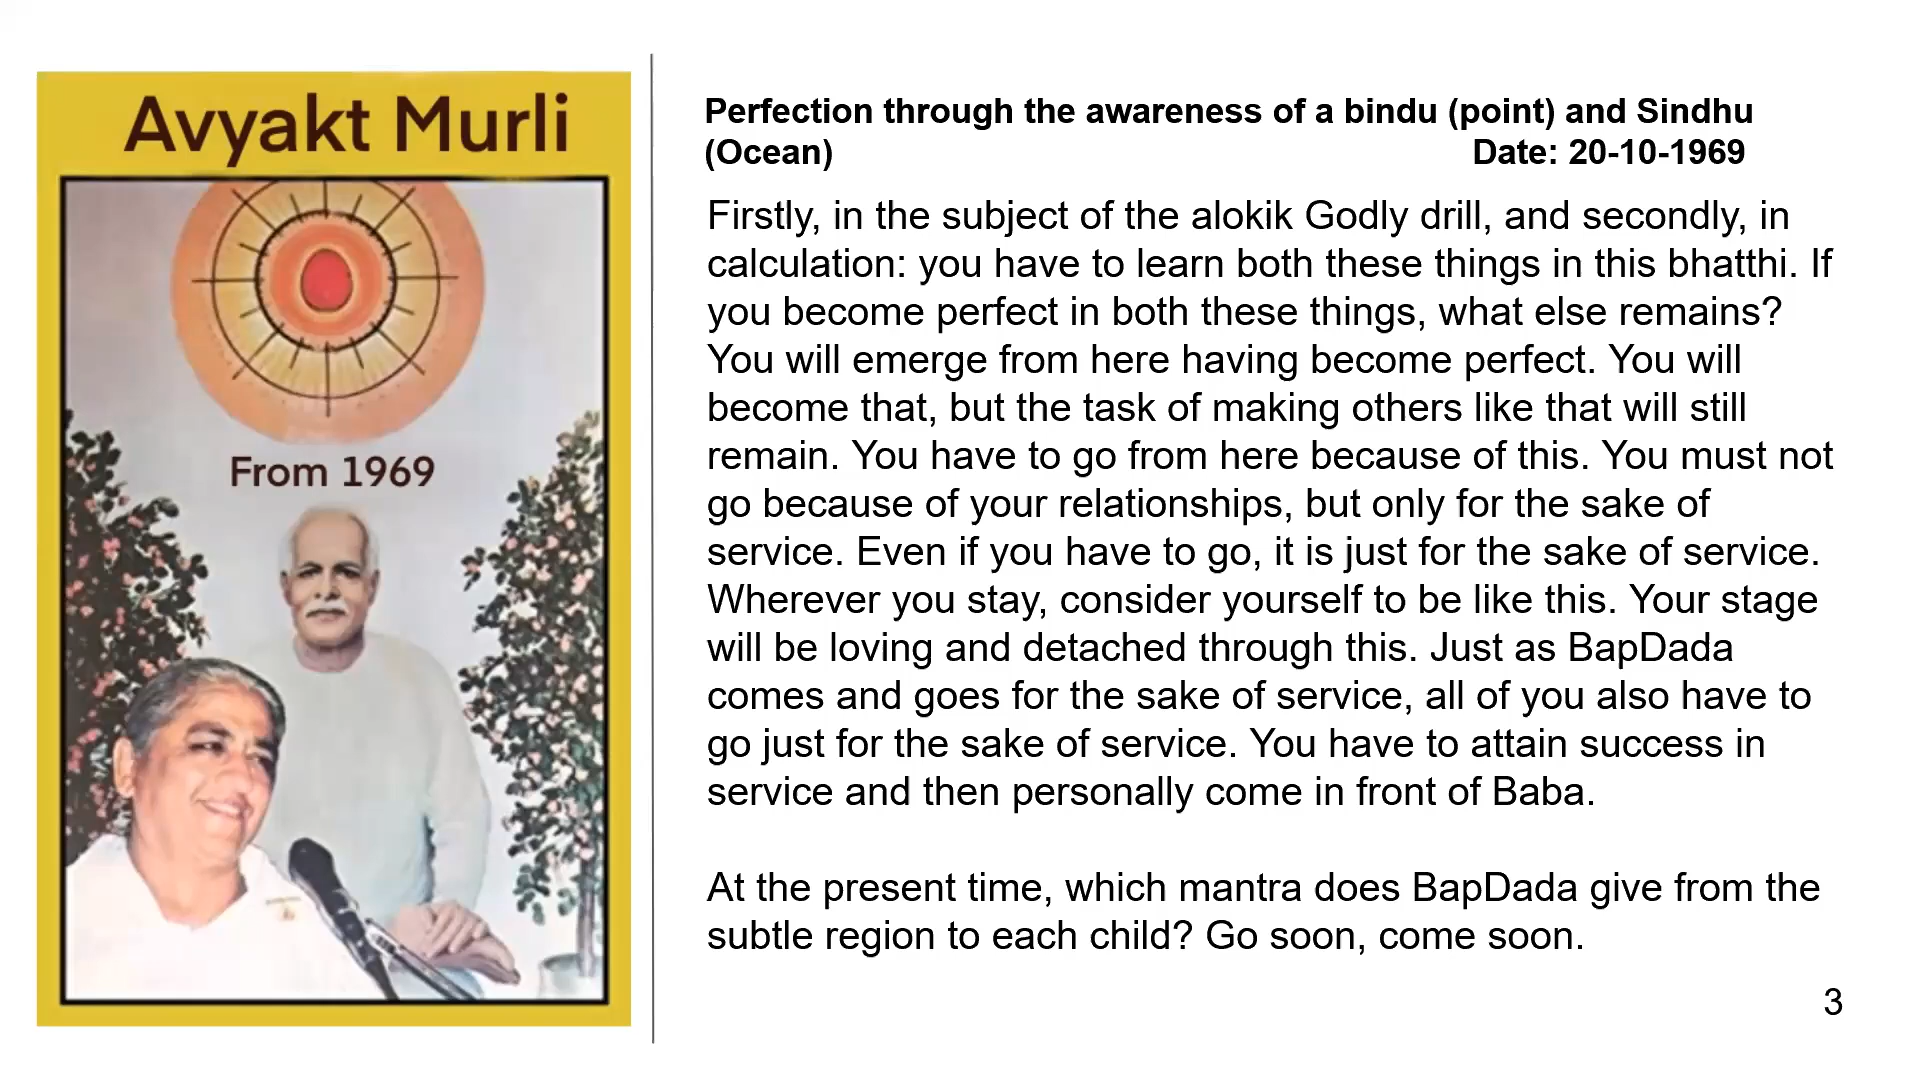 Avyakt Murli
From 1969
Perfection through the awareness of a bindu (point) and Sindhu
(Ocean) Date: 20-10-1969
Firstly, in the subject of the alokik Godly drill, and secondly, in
calculation: you have to learn both these things in this bhatthi. If
you become perfect in both these things, what else remains?
You will emerge from here having become perfect. You will
become that, but the task of making others like that will still
remain. You have to go from here because of this. You must not
go because of your relationships, but only for the sake of
service. Even if you have to go, it is just for the sake of service.
Wherever you stay, consider yourself to be like this. Your stage
will be loving and detached through this. Just as BapDada
comes and goes for the sake of service, all of you also have to
go just for the sake of service. You have to attain success in
service and then personally come in front of Baba.
At the present time, which mantra does BapDada give from the
subtle region to each child? Go soon, come soon.
3